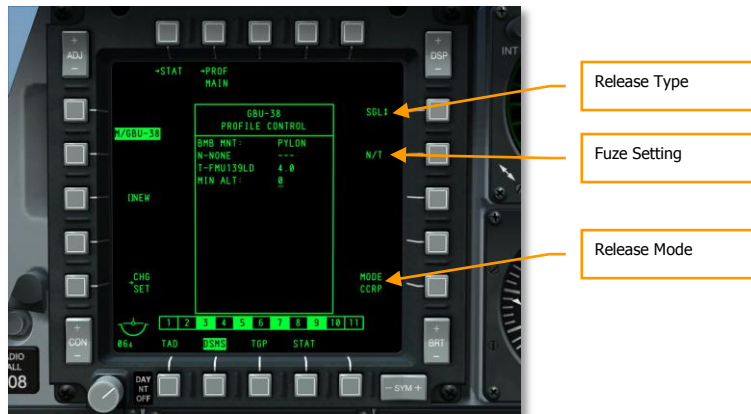 ADJ
DSP
INT
→STAT
→PROF
MAIN
GBU-38
PROFILE CONTROL
SGL↕
M/GBU-38
BMB MNT: PYLON
N-NONE ---
N/T
T-FMU139LD 4.0
MIN ALT: 0
[]NEW
→CHG
SET
MODE
CCRP
1 2 3 4 5 6 7 8 9 10 11
CON
BRT
TAD DSMS TGP STAT
08
DAY
NT
OFF
- SYM +
Release Type
Fuze Setting
Release Mode